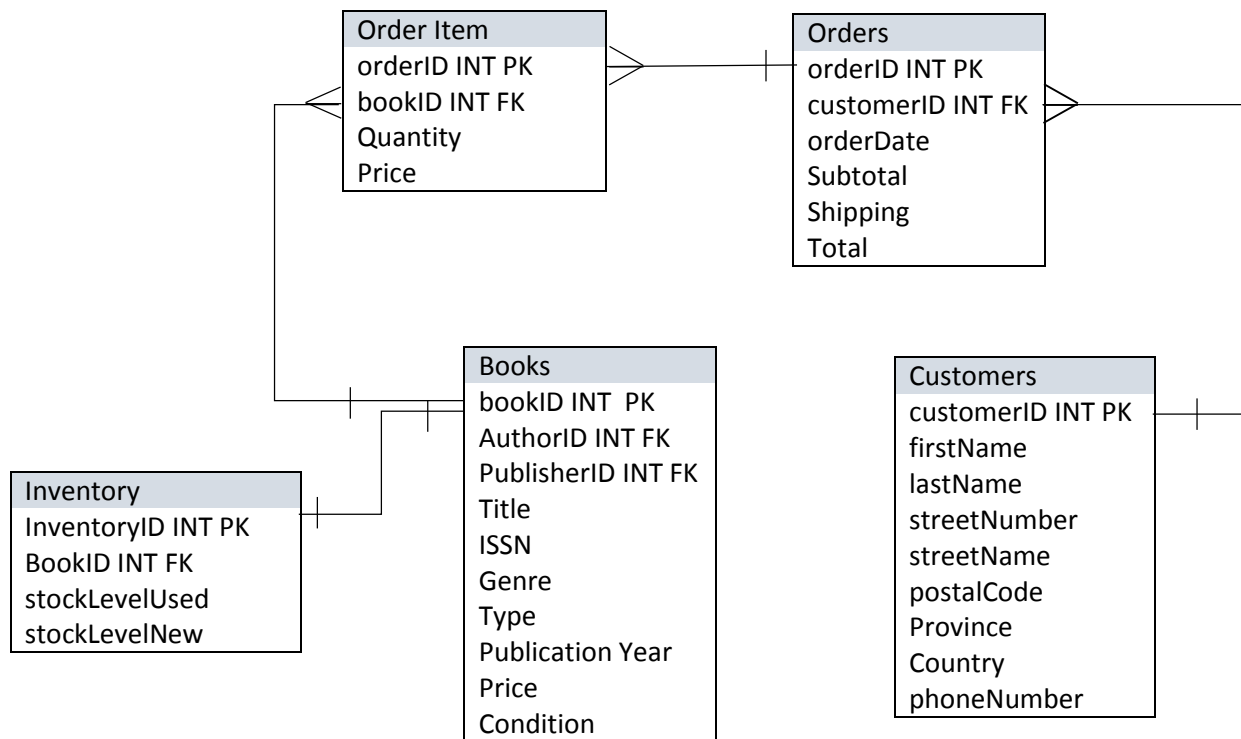 Order Item
orderID INT PK
bookID INT FK
Quantity
Price
Orders
orderID INT PK
customerID INT FK
orderDate
Subtotal
Shipping
Total
Books
bookID INT  PK
AuthorID INT FK
PublisherID INT FK
Title
ISSN
Genre
Type
Publication Year
Price
Condition
Customers
customerID INT PK
firstName
lastName
streetNumber
streetName
postalCode
Province
Country
phoneNumber
Inventory
InventoryID INT PK
BookID INT FK
stockLevelUsed
stockLevelNew